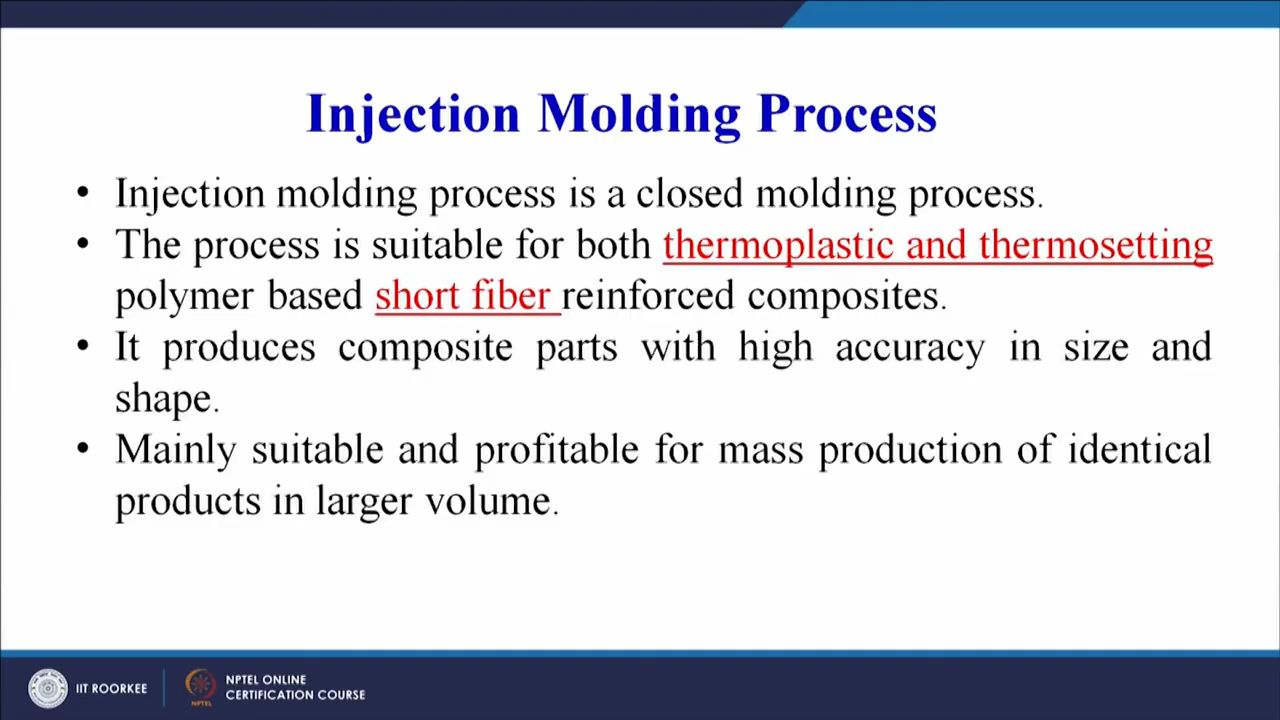 Injection Molding Process
• Injection molding process is a closed molding process.
• The process is suitable for both thermoplastic and thermosetting
polymer based short fiber reinforced composites.
• It produces composite parts with high accuracy in size and
shape.
• Mainly suitable and profitable for mass production of identical
products in larger volume.
IIT ROORKEE
NPTEL
NPTEL ONLINE
CERTIFICATION COURSE